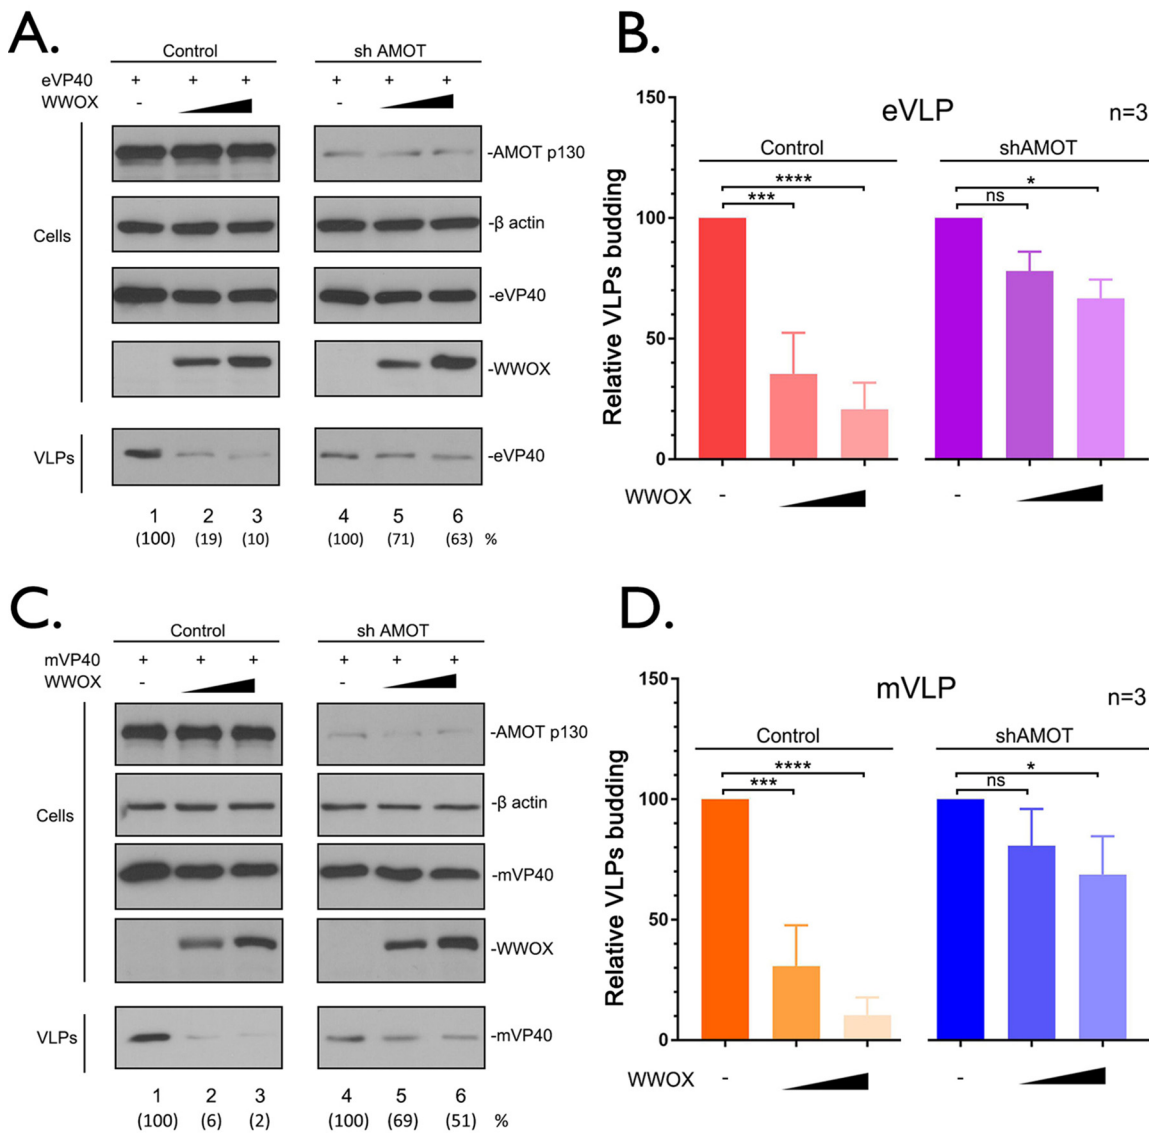 A.
Control sh AMOT
eVP40 + + + + + +
WWOX - -
Cells
-AMOT p130
-β actin
-eVP40
-WWOX
VLPs
-eVP40
1 2 3 4 5 6
(100) (19) (10) (100) (71) (63) %
B.
eVLP
n=3
Control shAMOT
**** *
*** ns
Relative VLPs budding
150
100
50
0
WWOX - -
C.
Control sh AMOT
mVP40 + + + + + +
WWOX - -
Cells
-AMOT p130
-β actin
-mVP40
-WWOX
VLPs
-mVP40
1 2 3 4 5 6
(100) (6) (2) (100) (69) (51) %
D.
mVLP
n=3
Control shAMOT
**** *
*** ns
Relative VLPs budding
150
100
50
0
WWOX - -